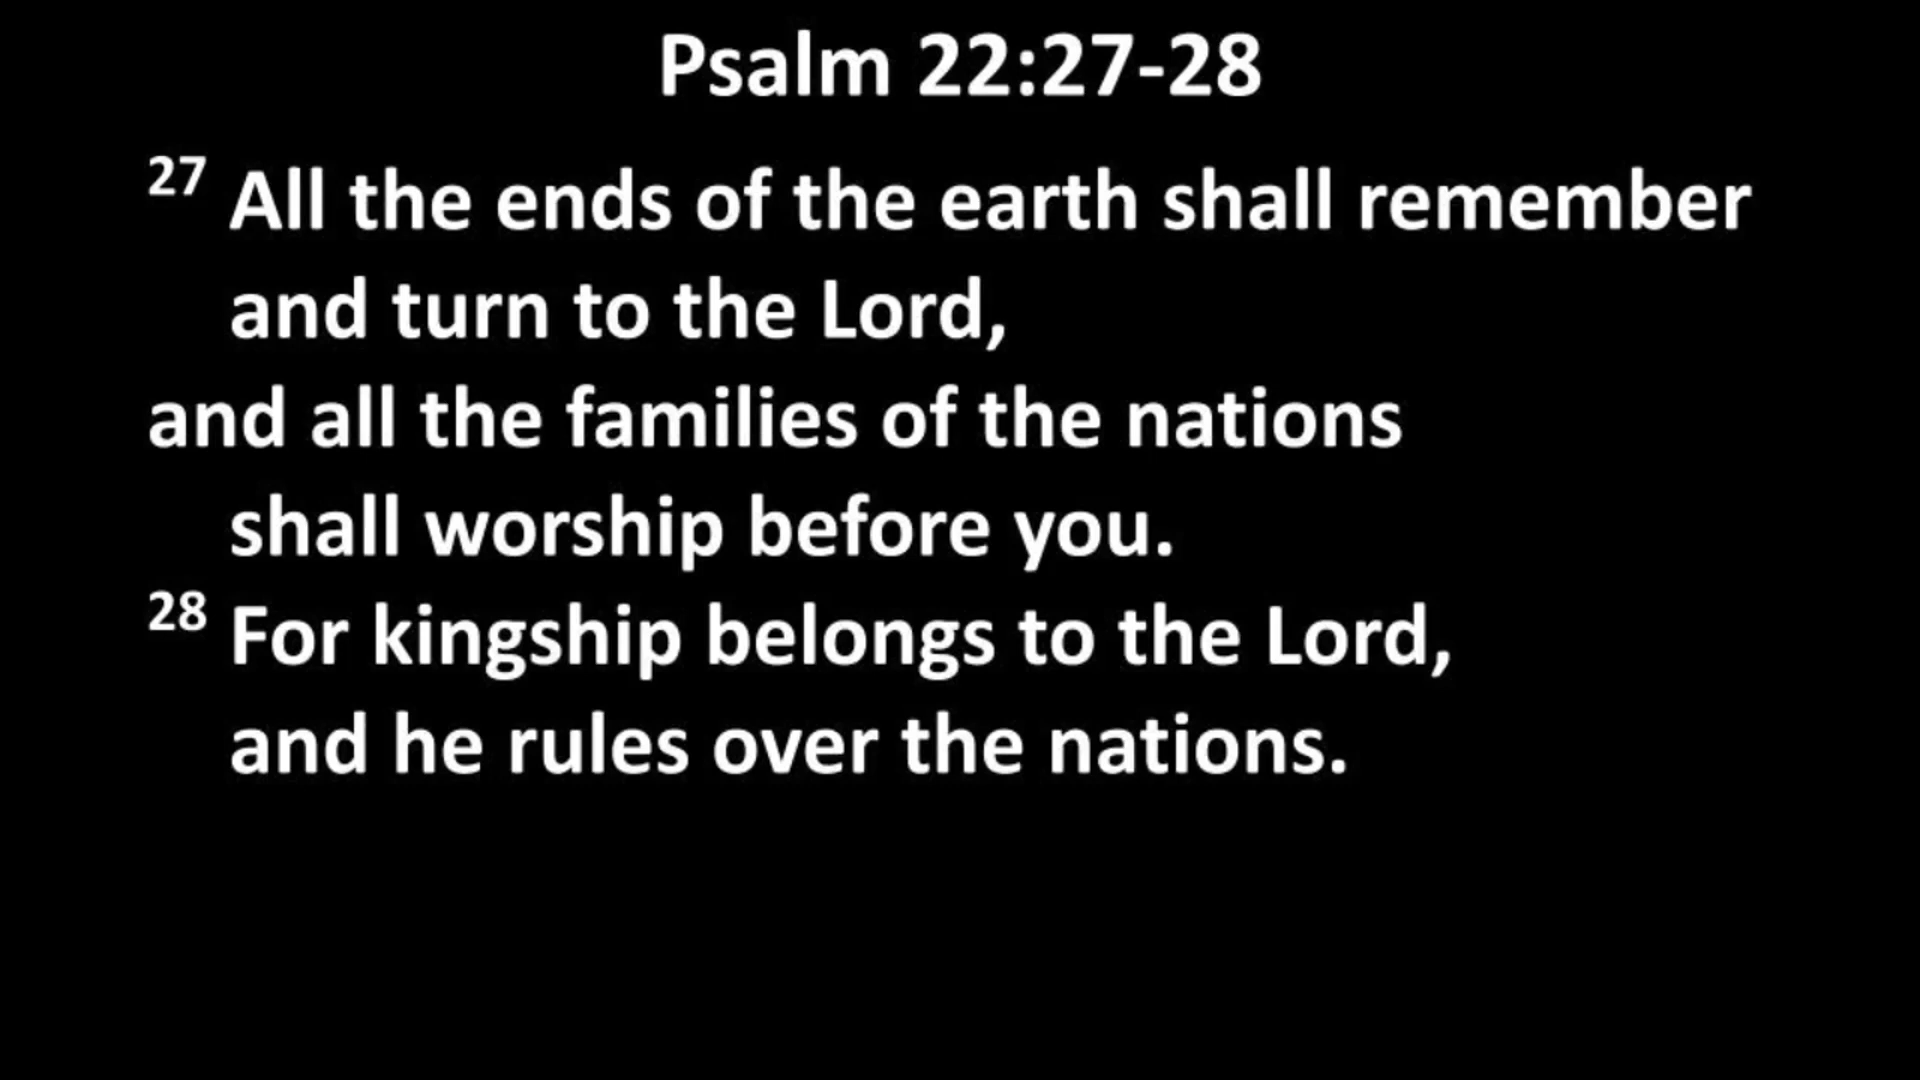 Psalm 22:27-28
27 All the ends of the earth shall remember
and turn to the Lord,
and all the families of the nations
shall worship before you.
28 For kingship belongs to the Lord,
and he rules over the nations.